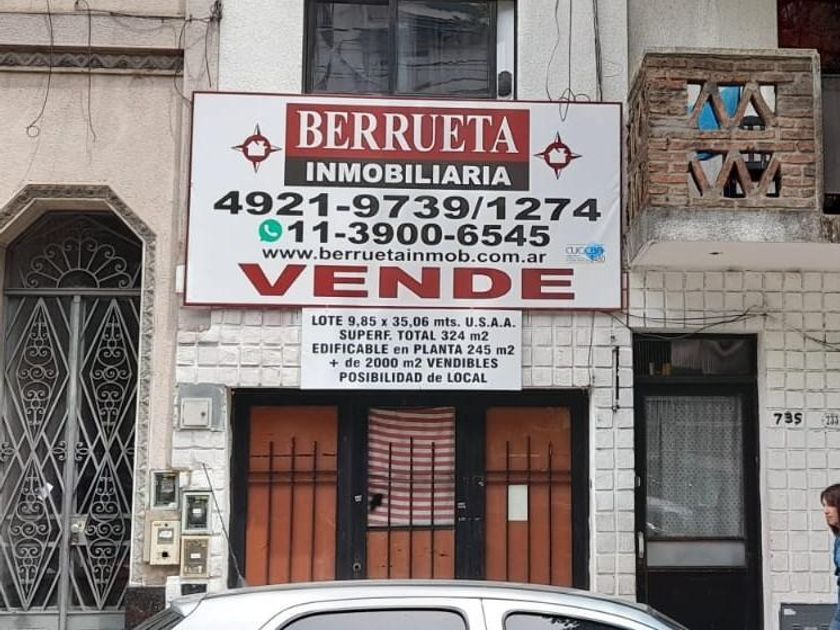 BERRUETA
INMOBILIARIA
4921-9739/1274
11-3900-6545
www.berruetainmob.com.ar
VENDE
LOTE 9,85 x 35,06 mts. U.S.A.A.
SUPERF. TOTAL 324 m2
EDIFICABLE en PLANTA 245 m2
+ de 2000 m2 VENDIBLES
POSIBILIDAD de LOCAL
735